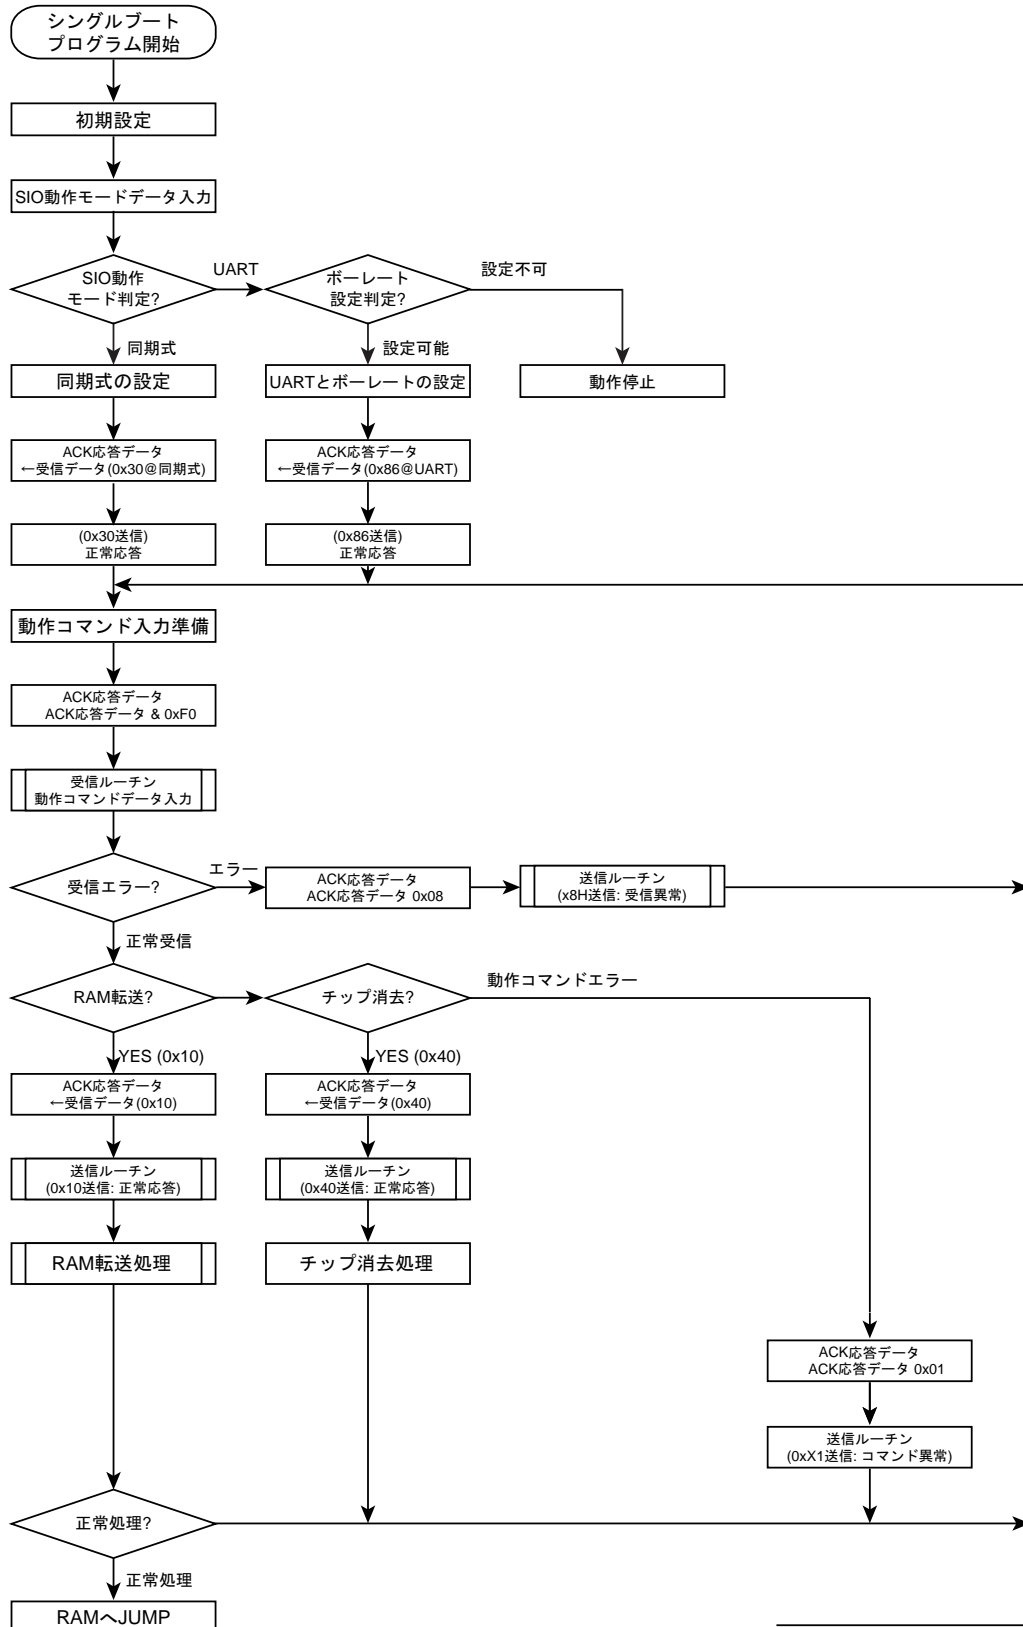 シングルブート
プログラム開始
初期設定
SIO動作モードデータ入力
SIO動作
モード判定?
UART
ボーレート
設定判定?
設定不可
同期式
設定可能
同期式の設定
UARTとボーレートの設定
動作停止
ACK応答データ
←受信データ(0x30@同期式)
ACK応答データ
←受信データ(0x86@UART)
(0x30送信)
正常応答
(0x86送信)
正常応答
動作コマンド入力準備
ACK応答データ
ACK応答データ & 0xF0
受信ルーチン
動作コマンドデータ入力
受信エラー?
エラー
ACK応答データ
ACK応答データ 0x08
送信ルーチン
(x8H送信: 受信異常)
正常受信
RAM転送?
チップ消去?
動作コマンドエラー
YES (0x10)
YES (0x40)
ACK応答データ
←受信データ(0x10)
ACK応答データ
←受信データ(0x40)
送信ルーチン
(0x10送信: 正常応答)
送信ルーチン
(0x40送信: 正常応答)
RAM転送処理
チップ消去処理
ACK応答データ
ACK応答データ 0x01
送信ルーチン
(0xX1送信: コマンド異常)
正常処理?
正常処理
RAMへJUMP